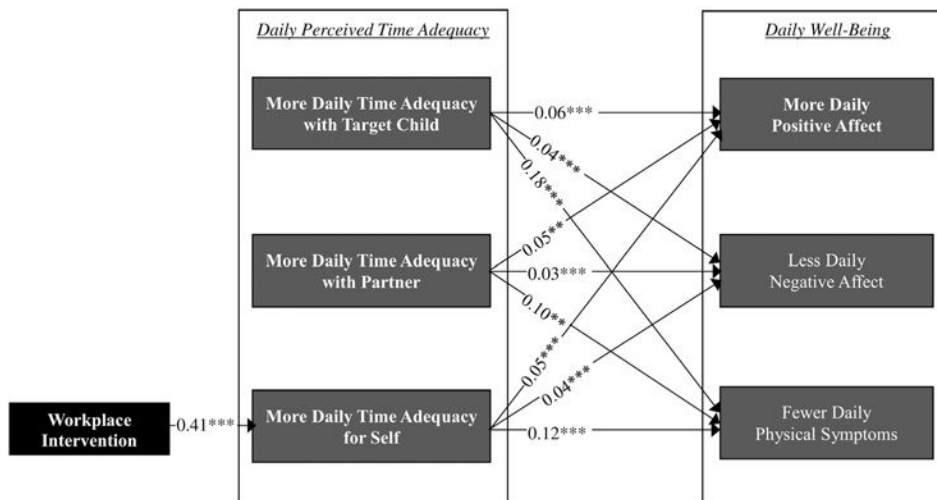 Daily Perceived Time Adequacy
Daily Well-Being
More Daily Time Adequacy
with Target Child
0.06***
More Daily
Positive Affect
0.04***
0.18***
0.05**
More Daily Time Adequacy
with Partner
0.03***
Less Daily
Negative Affect
0.10**
0.05***
0.04***
Workplace
Intervention
0.41***
More Daily Time Adequacy
for Self
0.12***
Fewer Daily
Physical Symptoms